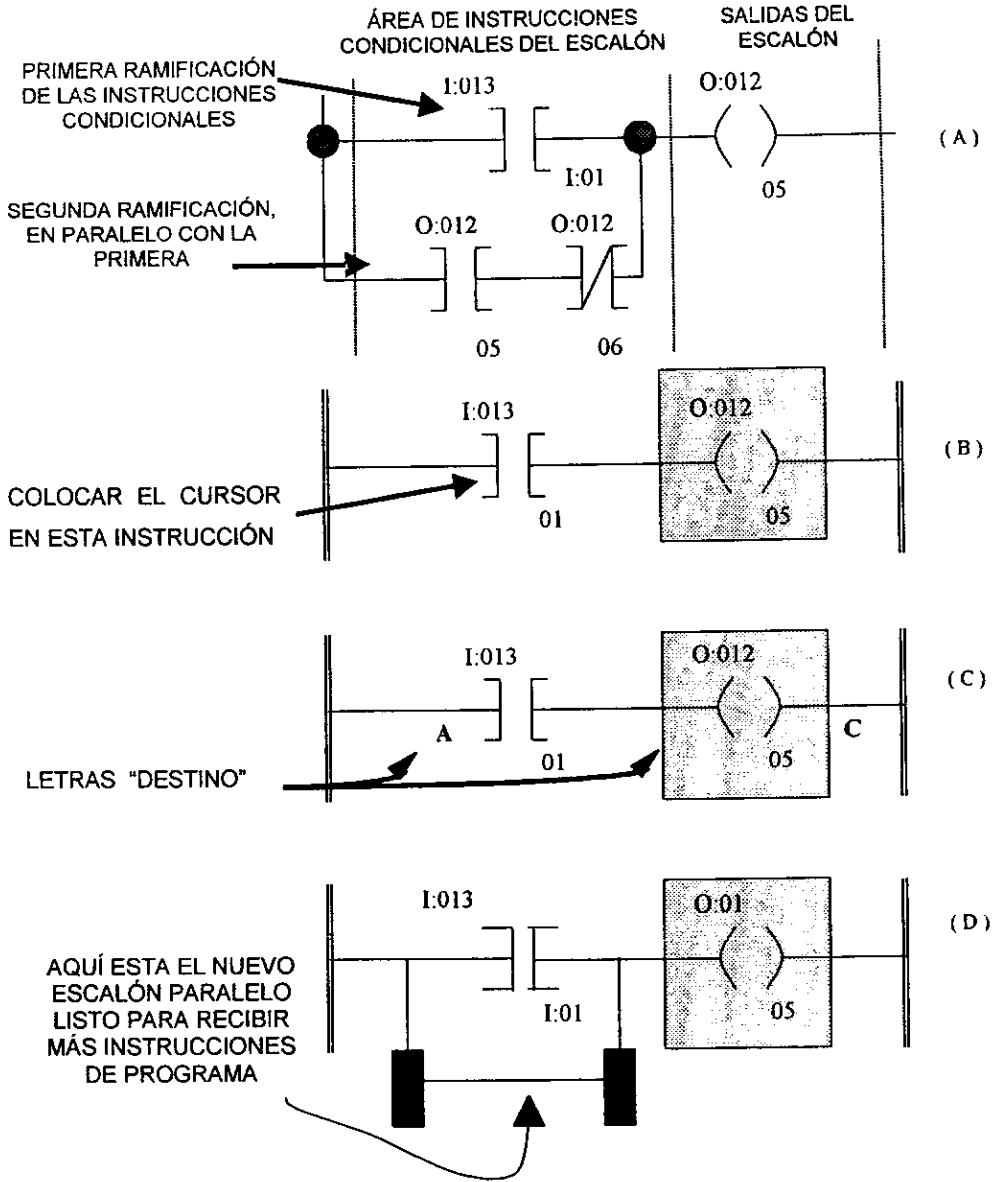 ÁREA DE INSTRUCCIONES
CONDICIONALES DEL ESCALÓN
SALIDAS DEL
ESCALÓN
PRIMERA RAMIFICACIÓN
DE LAS INSTRUCCIONES
CONDICIONALES
I:013
O:012
( A )
I:01
05
SEGUNDA RAMIFICACIÓN,
EN PARALELO CON LA
PRIMERA
O:012
O:012
05
06
I:013
O:012
( B )
COLOCAR EL CURSOR
EN ESTA INSTRUCCIÓN
01
05
I:013
O:012
( C )
A
C
01
05
LETRAS "DESTINO"
I:013
O:01
( D )
AQUÍ ESTA EL NUEVO
ESCALÓN PARALELO
LISTO PARA RECIBIR
MÁS INSTRUCCIONES
DE PROGRAMA
I:01
05